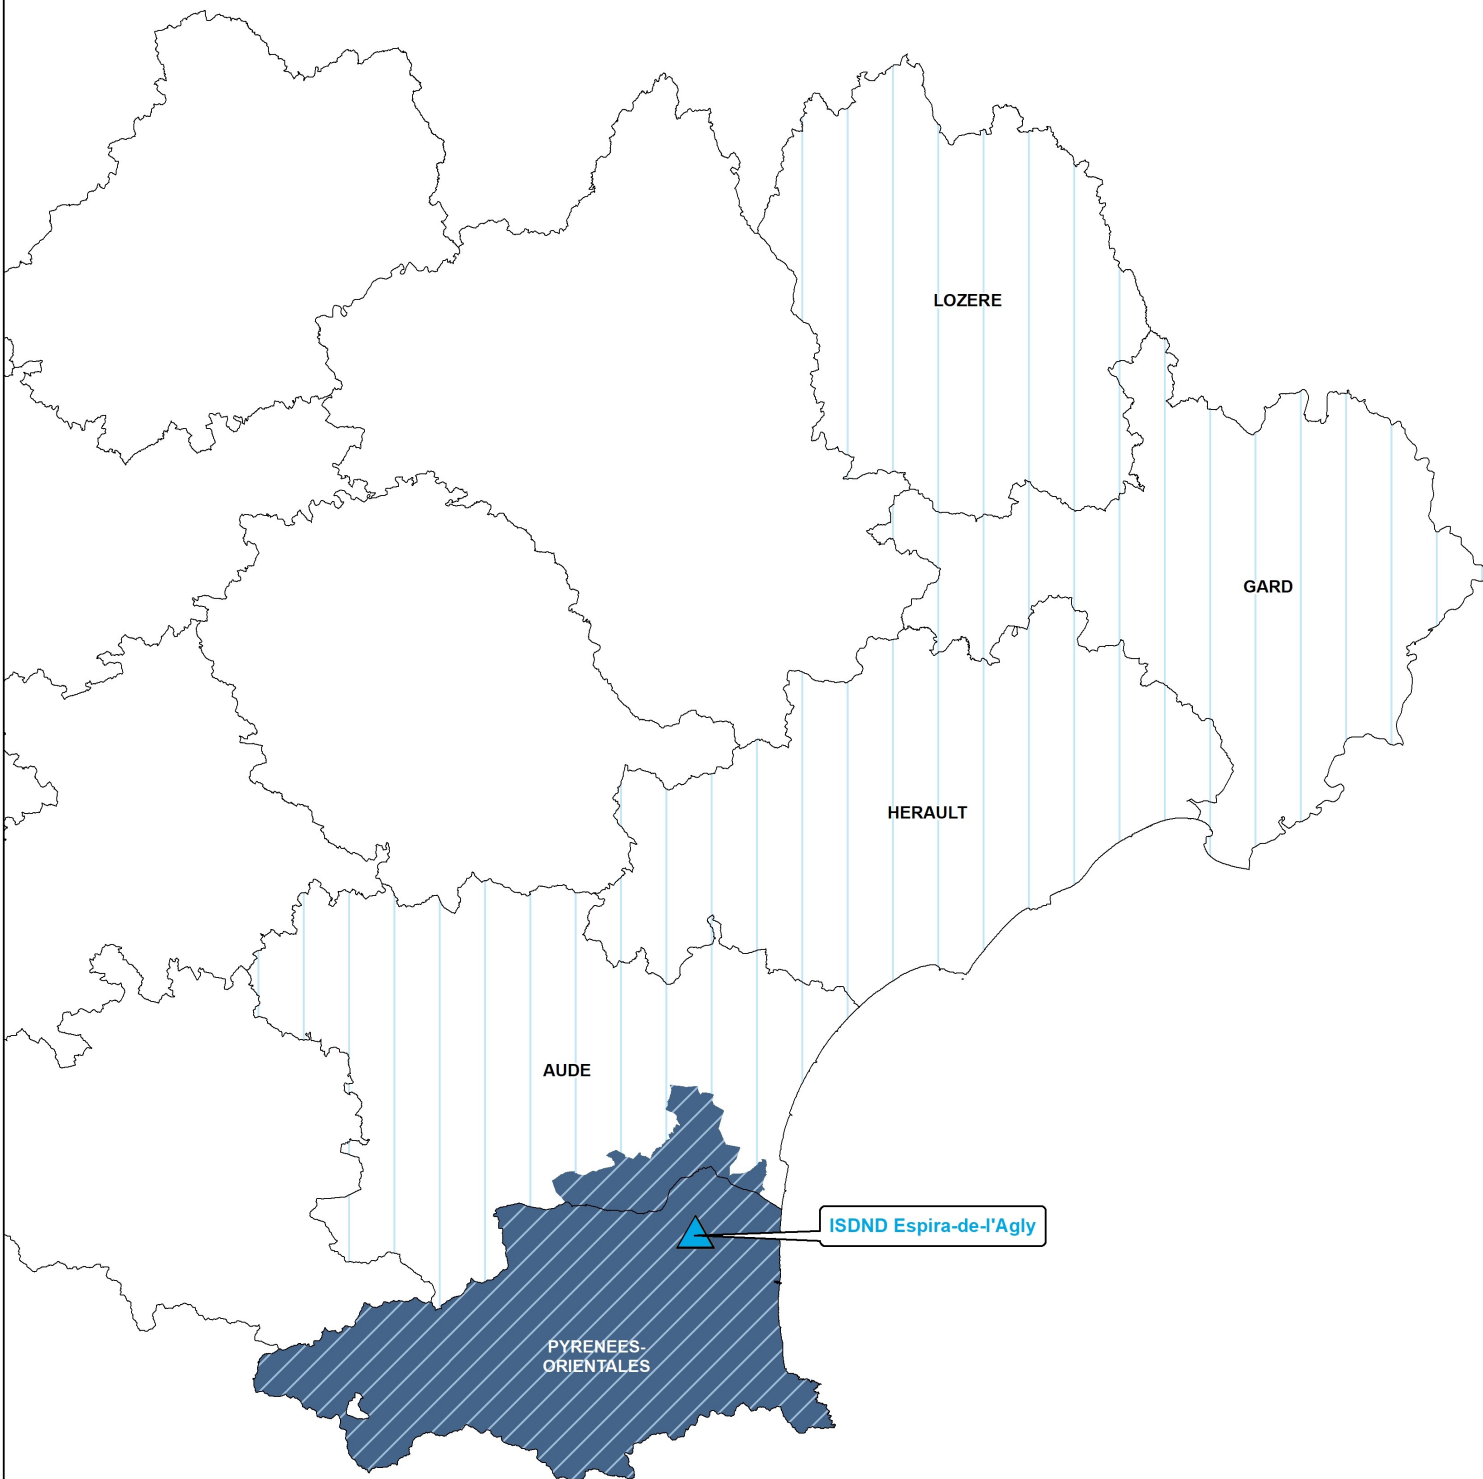 LOZERE
GARD
HERAULT
AUDE
ISDND Espira-de-l'Agly
PYRENEES-
ORIENTALES